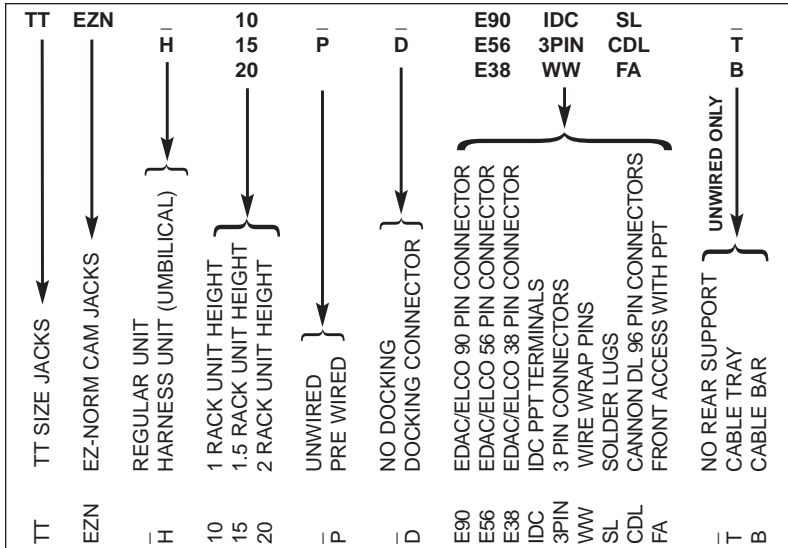 TT EZN _ 10 _ _ E90 IDC SL _
H 15 P D E56 3PIN CDL T
20 E38 WW FA B
UNWIRED ONLY
TT TT SIZE JACKS
EZN EZ-NORM CAM JACKS
_ REGULAR UNIT
H HARNESS UNIT (UMBILICAL)
10 1 RACK UNIT HEIGHT
15 1.5 RACK UNIT HEIGHT
20 2 RACK UNIT HEIGHT
_ UNWIRED
P PRE WIRED
_ NO DOCKING
D DOCKING CONNECTOR
E90 EDAC/ELCO 90 PIN CONNECTOR
E56 EDAC/ELCO 56 PIN CONNECTOR
E38 EDAC/ELCO 38 PIN CONNECTOR
IDC IDC PPT TERMINALS
3PIN 3 PIN CONNECTORS
WW WIRE WRAP PINS
SL SOLDER LUGS
CDL CANNON DL 96 PIN CONNECTORS
FA FRONT ACCESS WITH PPT
_ NO REAR SUPPORT
T CABLE TRAY
B CABLE BAR